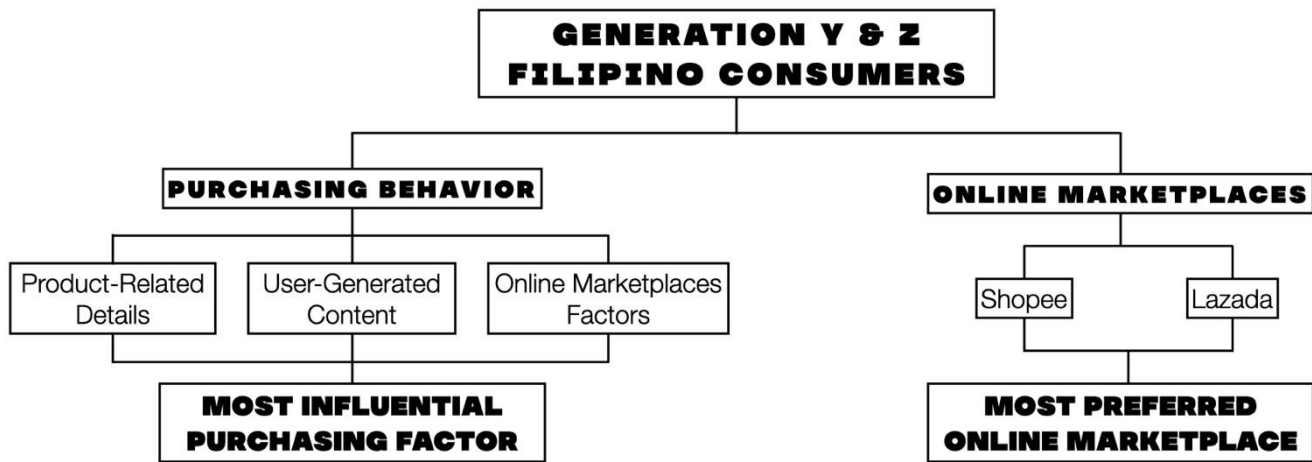 GENERATION Y & Z
FILIPINO CONSUMERS
PURCHASING BEHAVIOR
ONLINE MARKETPLACES
Product-Related
Details
User-Generated
Content
Online Marketplaces
Factors
Shopee
Lazada
MOST INFLUENTIAL
PURCHASING FACTOR
MOST PREFERRED
ONLINE MARKETPLACE